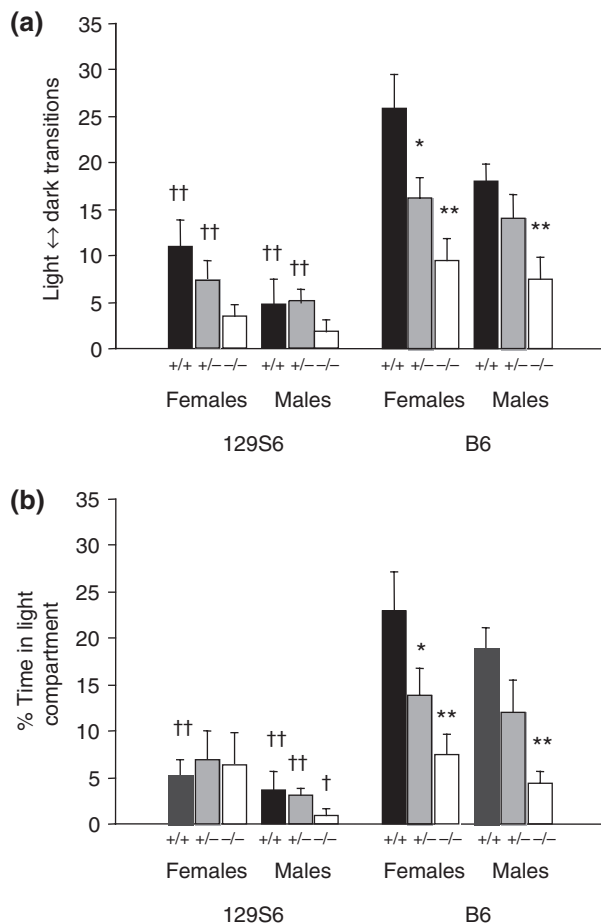 (a)
Light ↔ dark transitions
35
30
25
20
15
10
5
0
†† †† †† †† * ** **
+/+ +/– –/– +/+ +/– –/– +/+ +/– –/– +/+ +/– –/–
Females Males Females Males
129S6 B6
(b)
% Time in light
compartment
35
30
25
20
15
10
5
0
†† †† †† † * ** **
+/+ +/– –/– +/+ +/– –/– +/+ +/– –/– +/+ +/– –/–
Females Males Females Males
129S6 B6